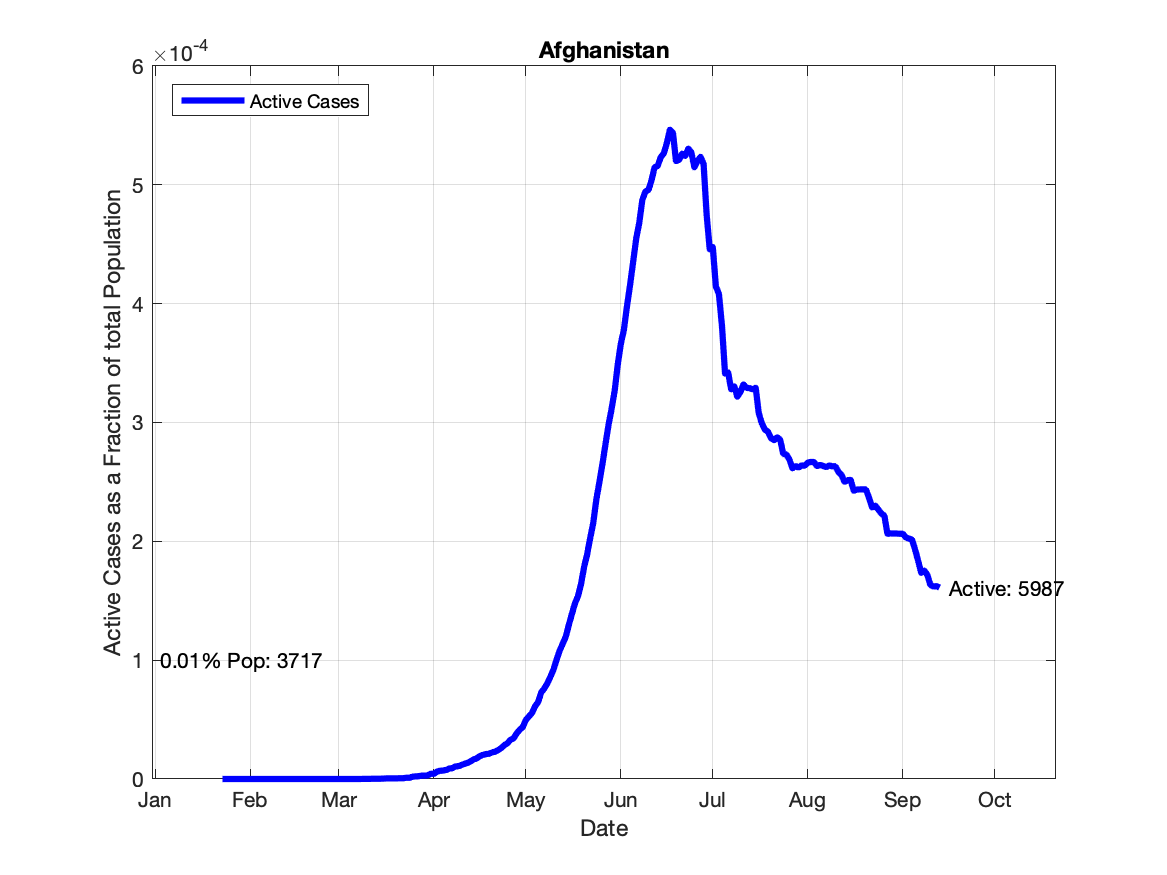 Afghanistan
×10-4
Active Cases
6
5
4
3
2
1
0
Active Cases as a Fraction of total Population
0.01% Pop: 3717
Active: 5987
Jan Feb Mar Apr May Jun Jul Aug Sep Oct
Date